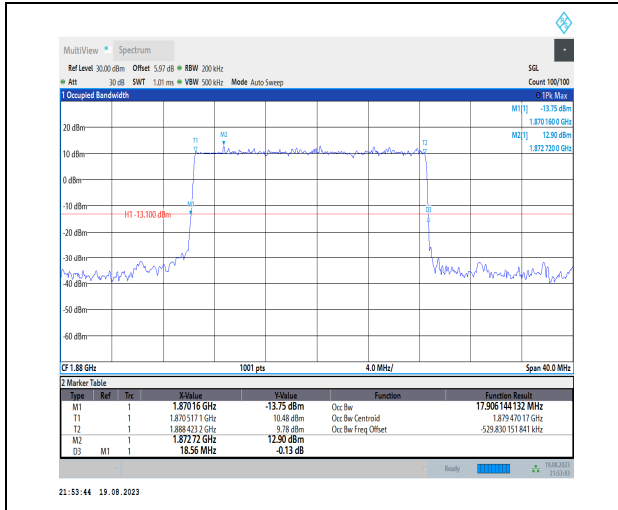 MultiView Spectrum
Ref Level 30.00 dBm Offset 5.97 dB RBW 200 kHz SGL
Att 30 dB SWT 1.01 ms VBW 500 kHz Mode Auto Sweep Count 100/100
1 Occupied Bandwidth 1Pk Max
M1[1] -13.75 dBm
1.870 160 0 GHz
M2[1] 12.90 dBm
1.872 720 0 GHz
20 dBm
M2
T1 T2
10 dBm
0 dBm
-10 dBm
M1 D3
H1 -13.100 dBm
-20 dBm
-30 dBm
-40 dBm
-50 dBm
-60 dBm
CF 1.88 GHz 1001 pts 4.0 MHz/ Span 40.0 MHz
2 Marker Table
Type Ref Trc X-Value Y-Value Function Function Result
M1 1 1.87016 GHz -13.75 dBm Occ Bw 17.906 144 132 MHz
T1 1 1.870 517 1 GHz 10.48 dBm Occ Bw Centroid 1.879 470 17 GHz
T2 1 1.888 423 2 GHz 9.78 dBm Occ Bw Freq Offset -529.830 151 841 kHz
M2 1 1.872 72 GHz 12.90 dBm
D3 M1 1 18.56 MHz -0.13 dB
Ready 19.08.2023
21:53:43
21:53:44 19.08.2023